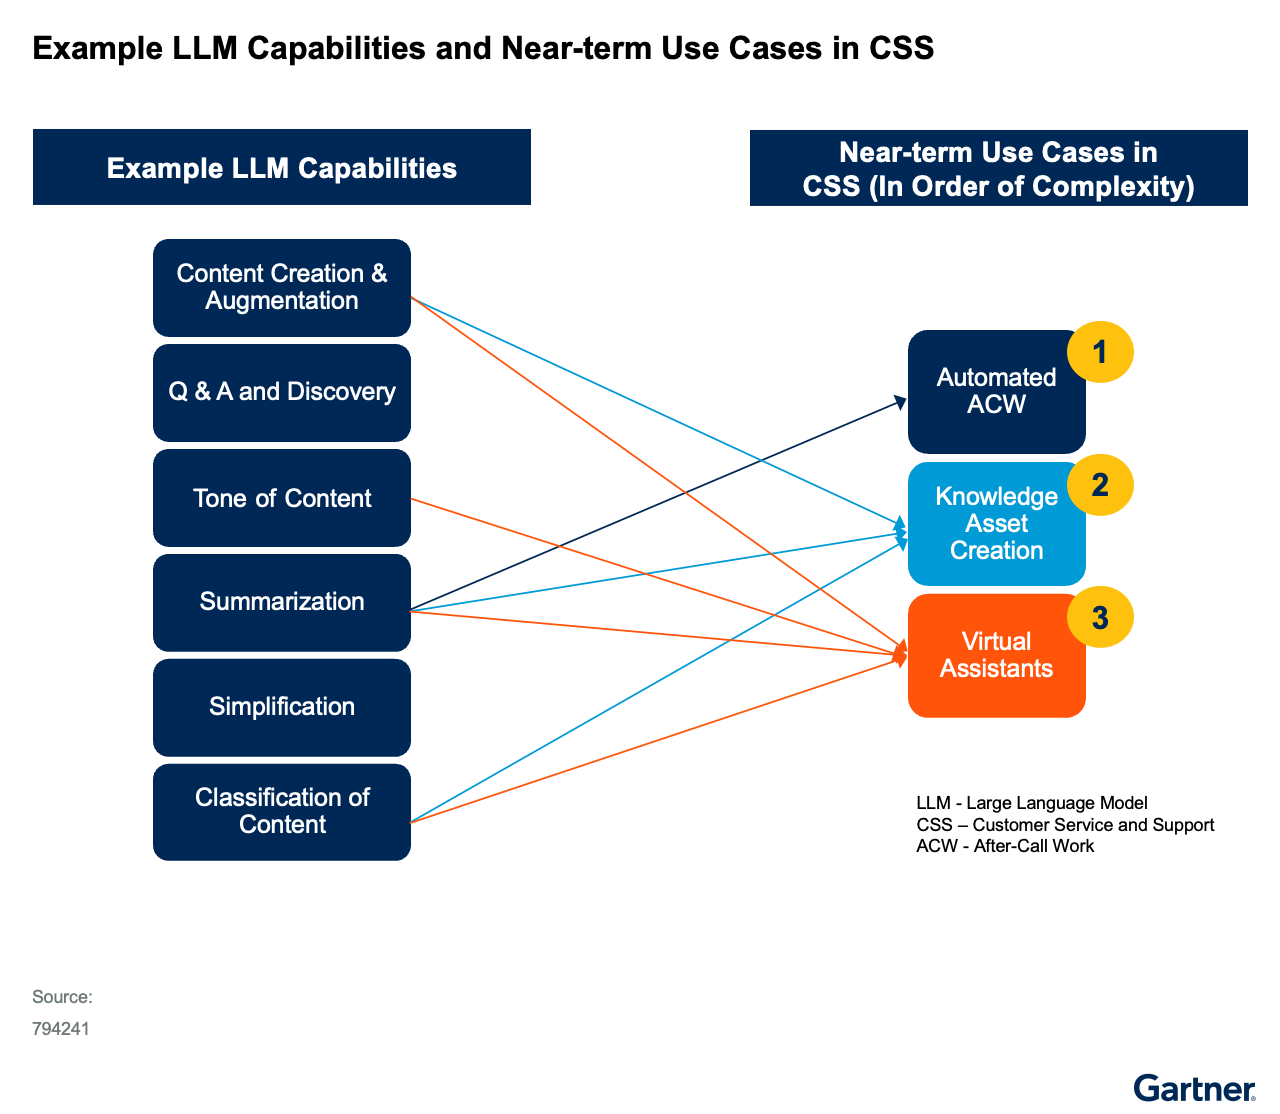 Example LLM Capabilities and Near-term Use Cases in CSS
Example LLM Capabilities
Near-term Use Cases in
CSS (In Order of Complexity)
Content Creation &
Augmentation
Q & A and Discovery
Tone of Content
Summarization
Simplification
Classification of
Content
1
Automated
ACW
2
Knowledge
Asset
Creation
3
Virtual
Assistants
LLM - Large Language Model
CSS – Customer Service and Support
ACW - After-Call Work
Source:
794241
Gartner